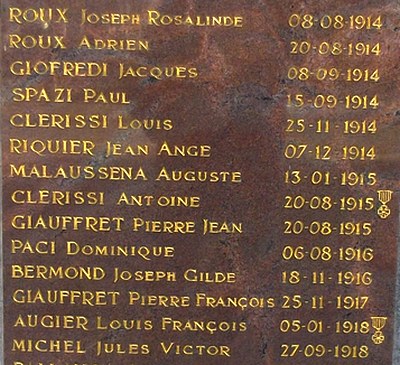 ROUX JOSEPH ROSALINDE 08-08-1914
ROUX ADRIEN 20-08-1914
GIOFREDI JACQUES 08-09-1914
SPAZI PAUL 15-09-1914
CLERISSI LOUIS 25-11-1914
RIQUIER JEAN ANGE 07-12-1914
MALAUSSENA AUGUSTE 13-01-1915
CLERISSI ANTOINE 20-08-1915
GIAUFFRET PIERRE JEAN 20-08-1915
PACI DOMINIQUE 06-08-1916
BERMOND JOSEPH GILDE 18-11-1916
GIAUFFRET PIERRE FRANÇOIS 25-11-1917
AUGIER LOUIS FRANÇOIS 05-01-1918
MICHEL JULES VICTOR 27-09-1918